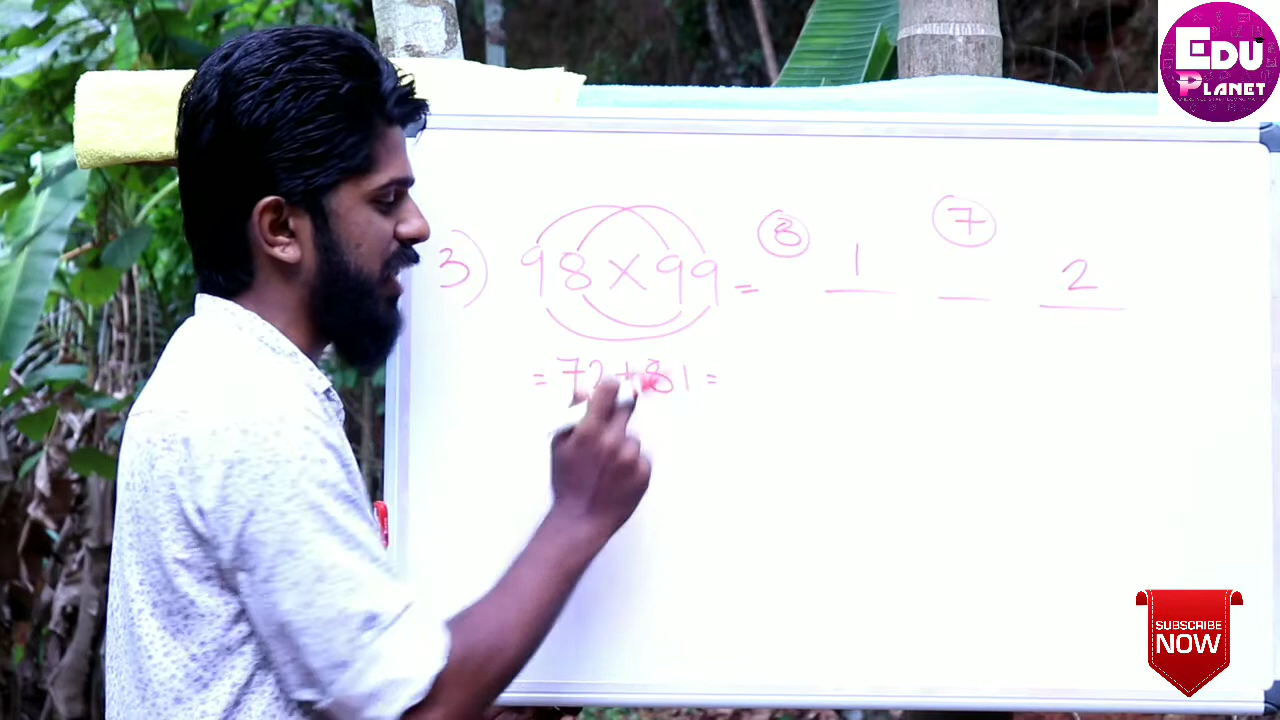 EDU
PLANET
3) 98 × 99 = 8 1 _ 7 2
= 72 + 81 =
SUBSCRIBE
NOW